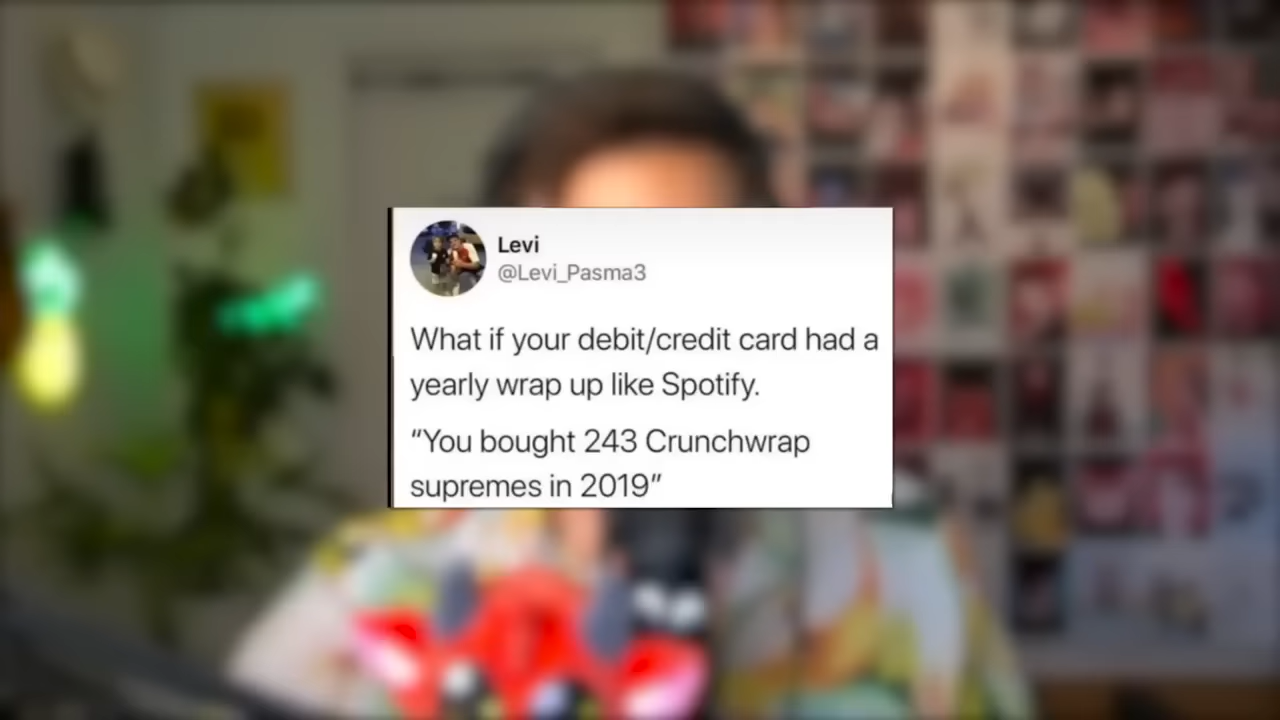 Levi
@Levi_Pasma3
What if your debit/credit card had a
yearly wrap up like Spotify.
“You bought 243 Crunchwrap
supremes in 2019”